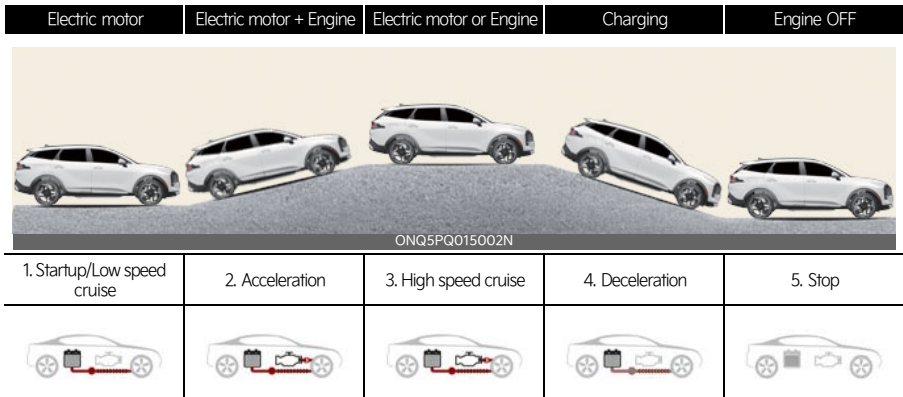 Electric motor
Electric motor + Engine
Electric motor or Engine
Charging
Engine OFF
ONQ5PQ015002N
1. Startup/Low speed
cruise
2. Acceleration
3. High speed cruise
4. Deceleration
5. Stop